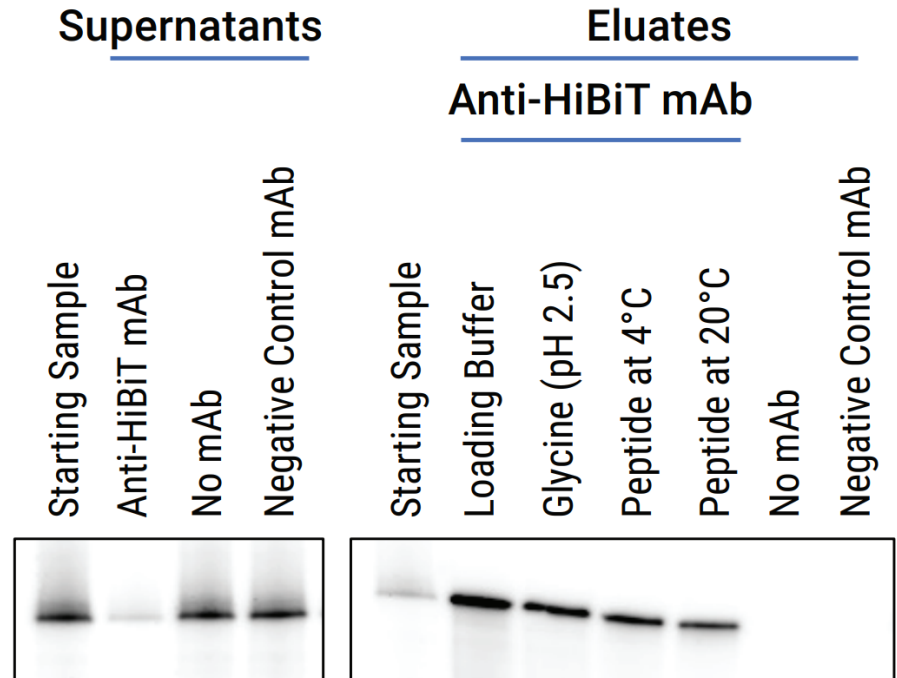 Supernatants
Eluates
Anti-HiBiT mAb
Starting Sample
Anti-HiBiT mAb
No mAb
Negative Control mAb
Starting Sample
Loading Buffer
Glycine (pH 2.5)
Peptide at 4°C
Peptide at 20°C
No mAb
Negative Control mAb